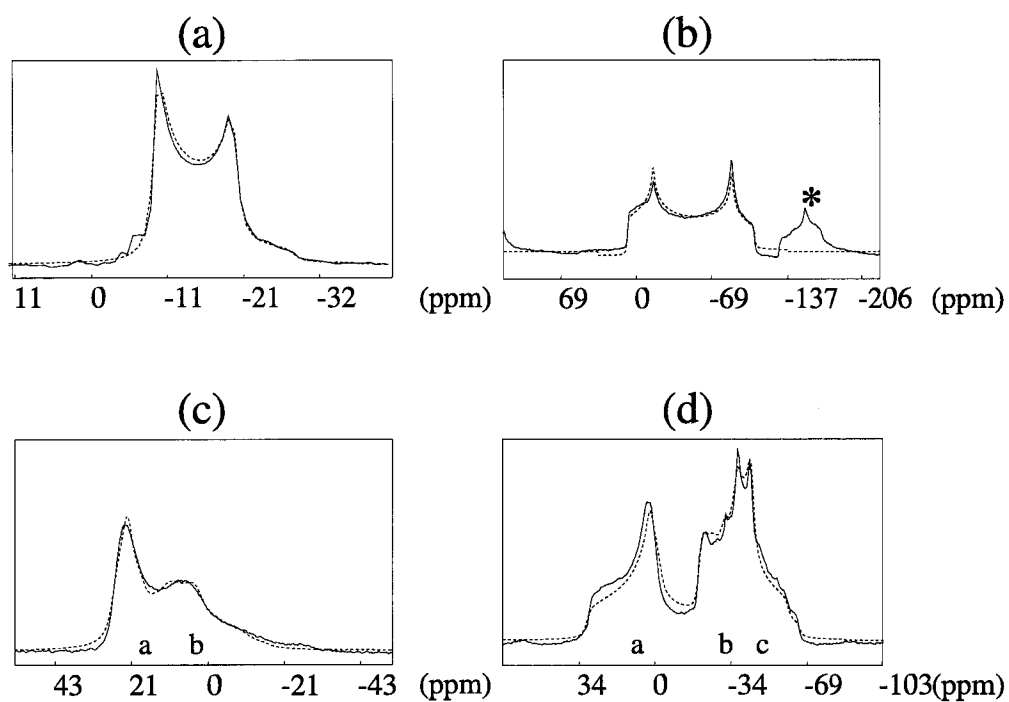 (a) (b)
*
11 0 -11 -21 -32 (ppm) 69 0 -69 -137 -206 (ppm)
(c) (d)
a b a b c
43 21 0 -21 -43 (ppm) 34 0 -34 -69 -103(ppm)